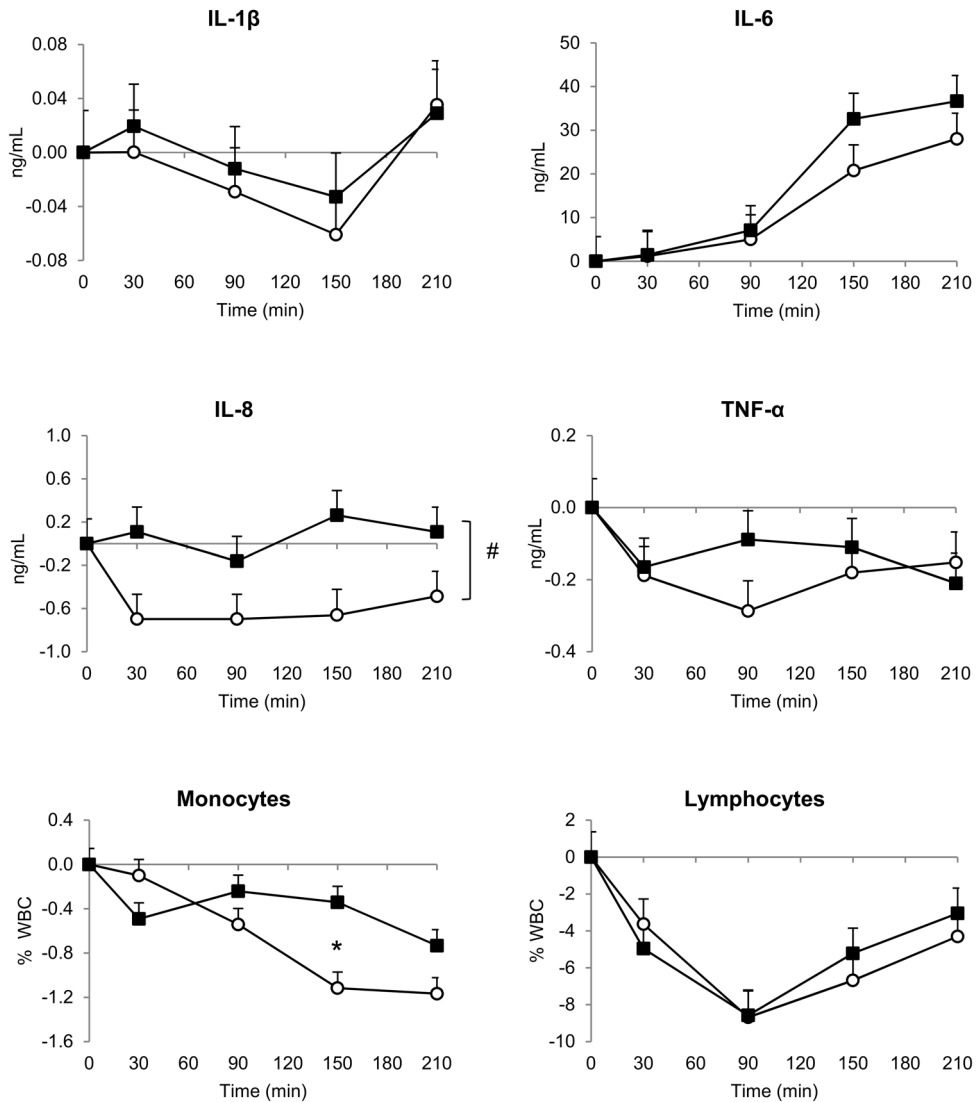 IL-1β
0.08
0.04
0.00
-0.04
-0.08
ng/mL
0 30 60 90 120 150 180 210
Time (min)
IL-6
50
40
30
20
10
0
ng/mL
0 30 60 90 120 150 180 210
Time (min)
IL-8
1.0
0.6
0.2
-0.2
-0.6
-1.0
ng/mL
#
0 30 60 90 120 150 180 210
Time (min)
TNF-α
0.2
0.0
-0.2
-0.4
ng/mL
0 30 60 90 120 150 180 210
Time (min)
Monocytes
0.4
0.0
-0.4
-0.8
-1.2
-1.6
% WBC
*
0 30 60 90 120 150 180 210
Time (min)
Lymphocytes
2
0
-2
-4
-6
-8
-10
% WBC
0 30 60 90 120 150 180 210
Time (min)